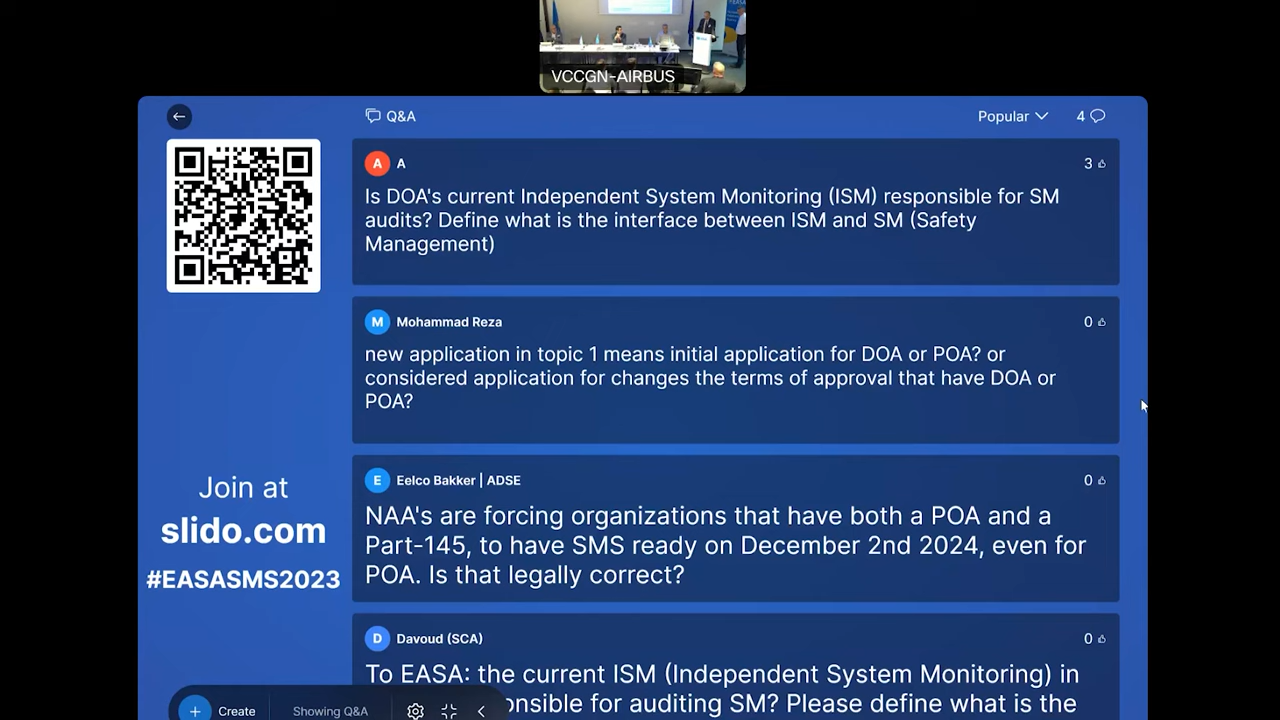 VCCGN-AIRBUS
Q&A
Popular
4
A
A
3
Is DOA's current Independent System Monitoring (ISM) responsible for SM
audits? Define what is the interface between ISM and SM (Safety
Management)
M
Mohammad Reza
0
new application in topic 1 means initial application for DOA or POA? or
considered application for changes the terms of approval that have DOA or
POA?
Join at
slido.com
#EASASMS2023
E
Eelco Bakker | ADSE
0
NAA's are forcing organizations that have both a POA and a
Part-145, to have SMS ready on December 2nd 2024, even for
POA. Is that legally correct?
D
Davoud (SCA)
0
To EASA: the current ISM (Independent System Monitoring) in
for auditing SM? Please define what is the
Create
Showing Q&A